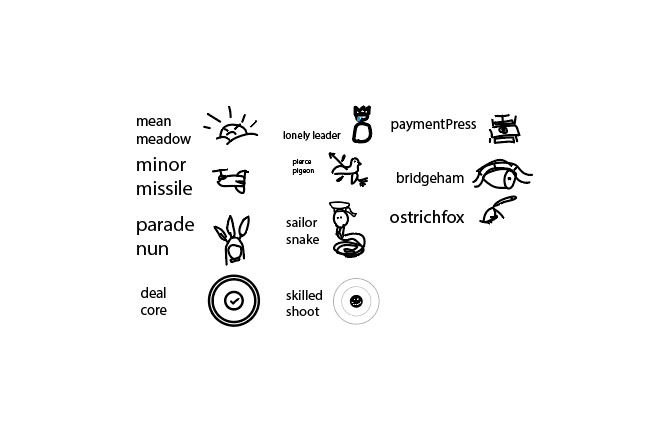 mean
meadow
minor
missile
parade
nun
deal
core
lonely leader
pierce
pigeon
sailor
snake
skilled
shoot
paymentPress
bridgeham
ostrichfox